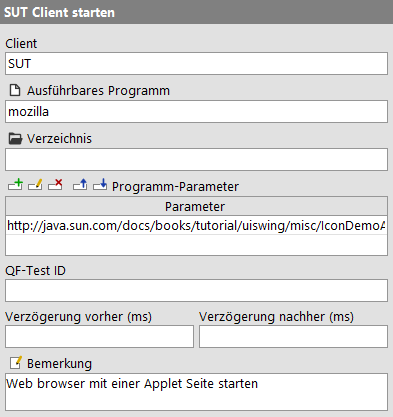 SUT Client starten
Client
SUT
Ausführbares Programm
mozilla
Verzeichnis
Programm-Parameter
Parameter
http://java.sun.com/docs/books/tutorial/uiswing/misc/IconDemoA
QF-Test ID
Verzögerung vorher (ms) Verzögerung nachher (ms)
Bemerkung
Web browser mit einer Applet Seite starten